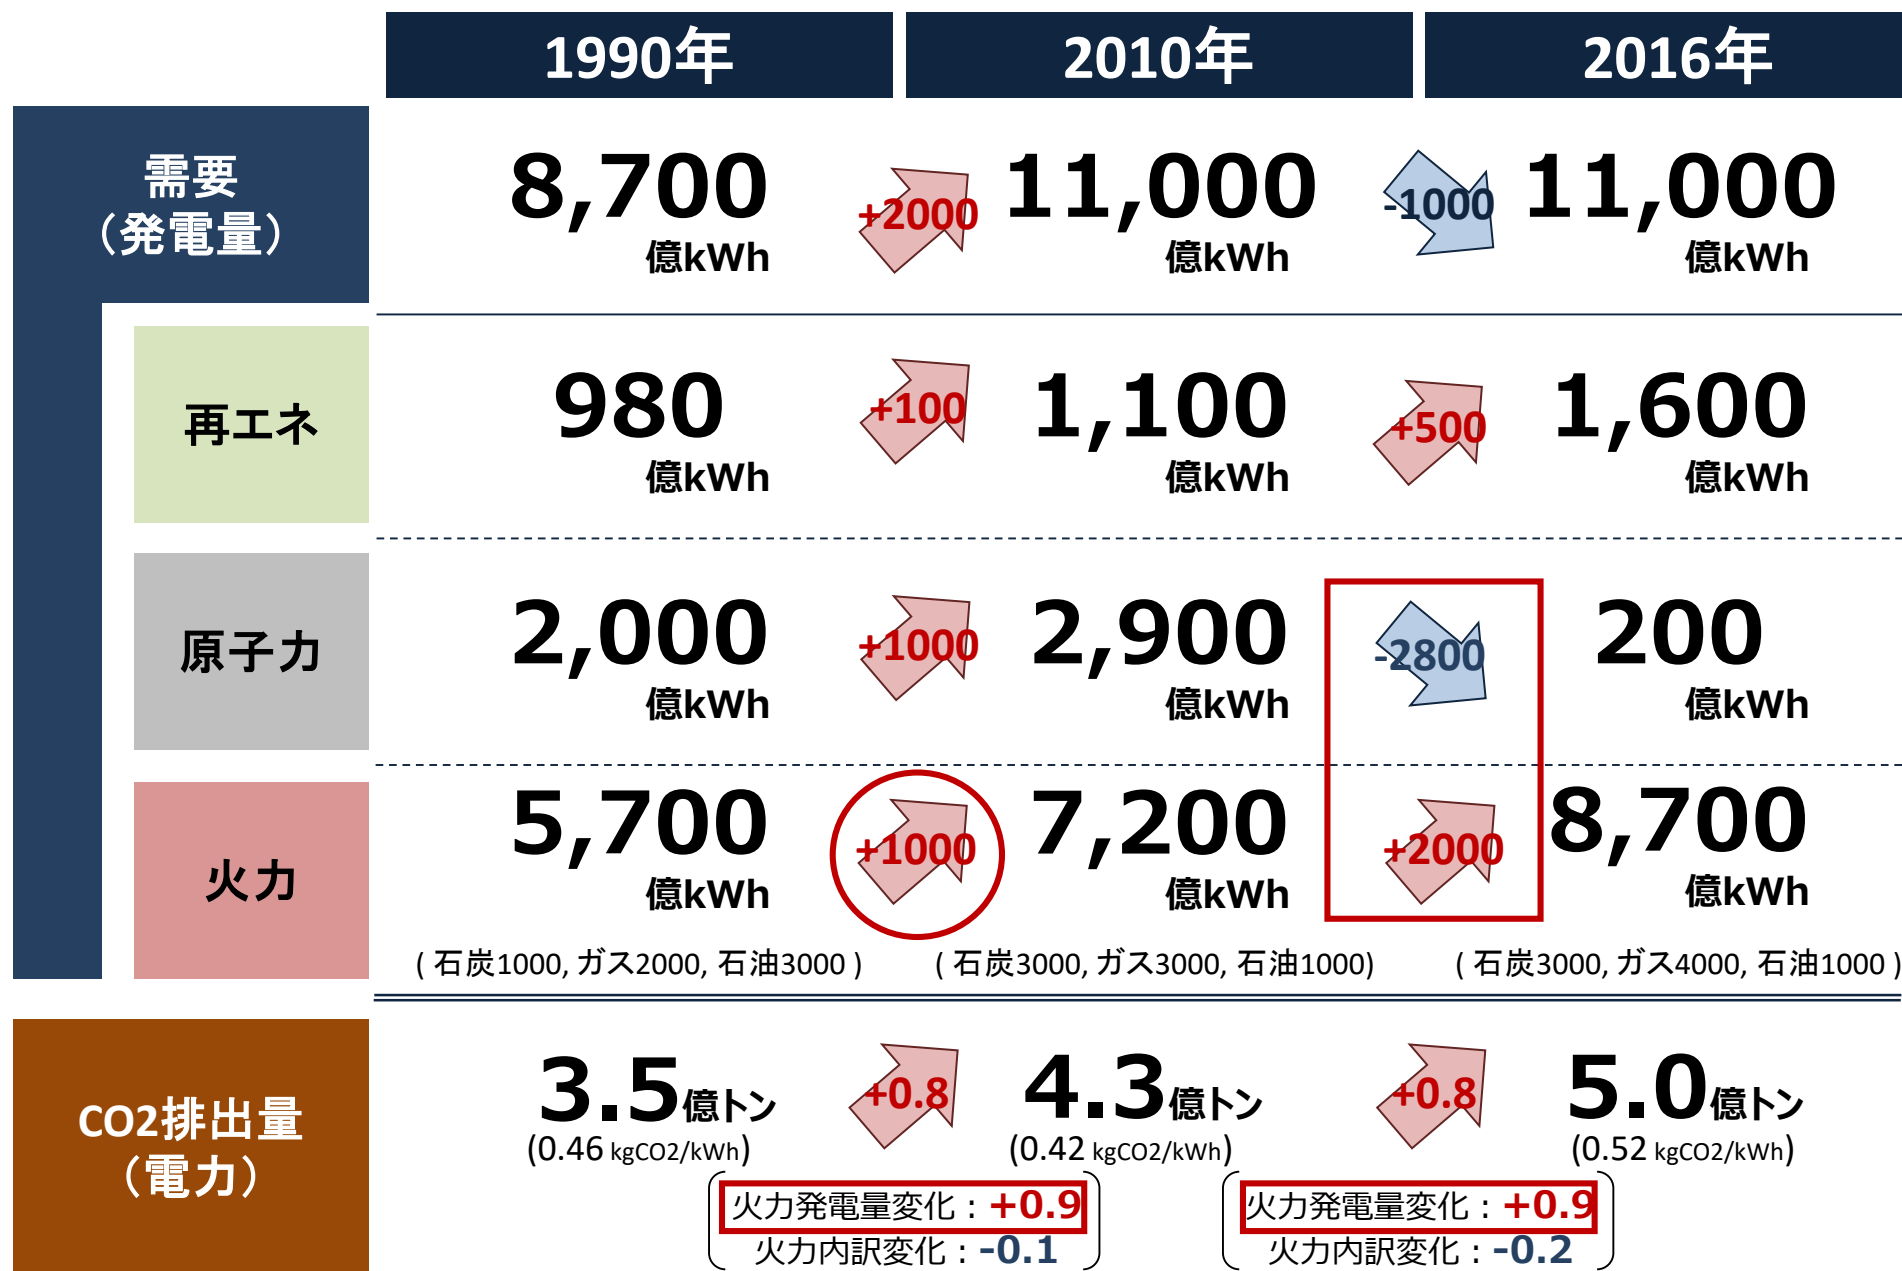 1990年 2010年 2016年
需要
（発電量）
8,700 +2000 11,000 -1000 11,000
億kWh 億kWh 億kWh
再エネ
980 +100 1,100 +500 1,600
億kWh 億kWh 億kWh
原子力
2,000 +1000 2,900 -2800 200
億kWh 億kWh 億kWh
火力
5,700 +1000 7,200 +2000 8,700
億kWh 億kWh 億kWh
( 石炭1000, ガス2000, 石油3000 ) ( 石炭3000, ガス3000, 石油1000) ( 石炭3000, ガス4000, 石油1000 )
CO2排出量
（電力）
3.5億トン +0.8 4.3億トン +0.8 5.0億トン
(0.46 kgCO2/kWh) (0.42 kgCO2/kWh) (0.52 kgCO2/kWh)
火力発電量変化：+0.9 火力発電量変化：+0.9
火力内訳変化：-0.1 火力内訳変化：-0.2